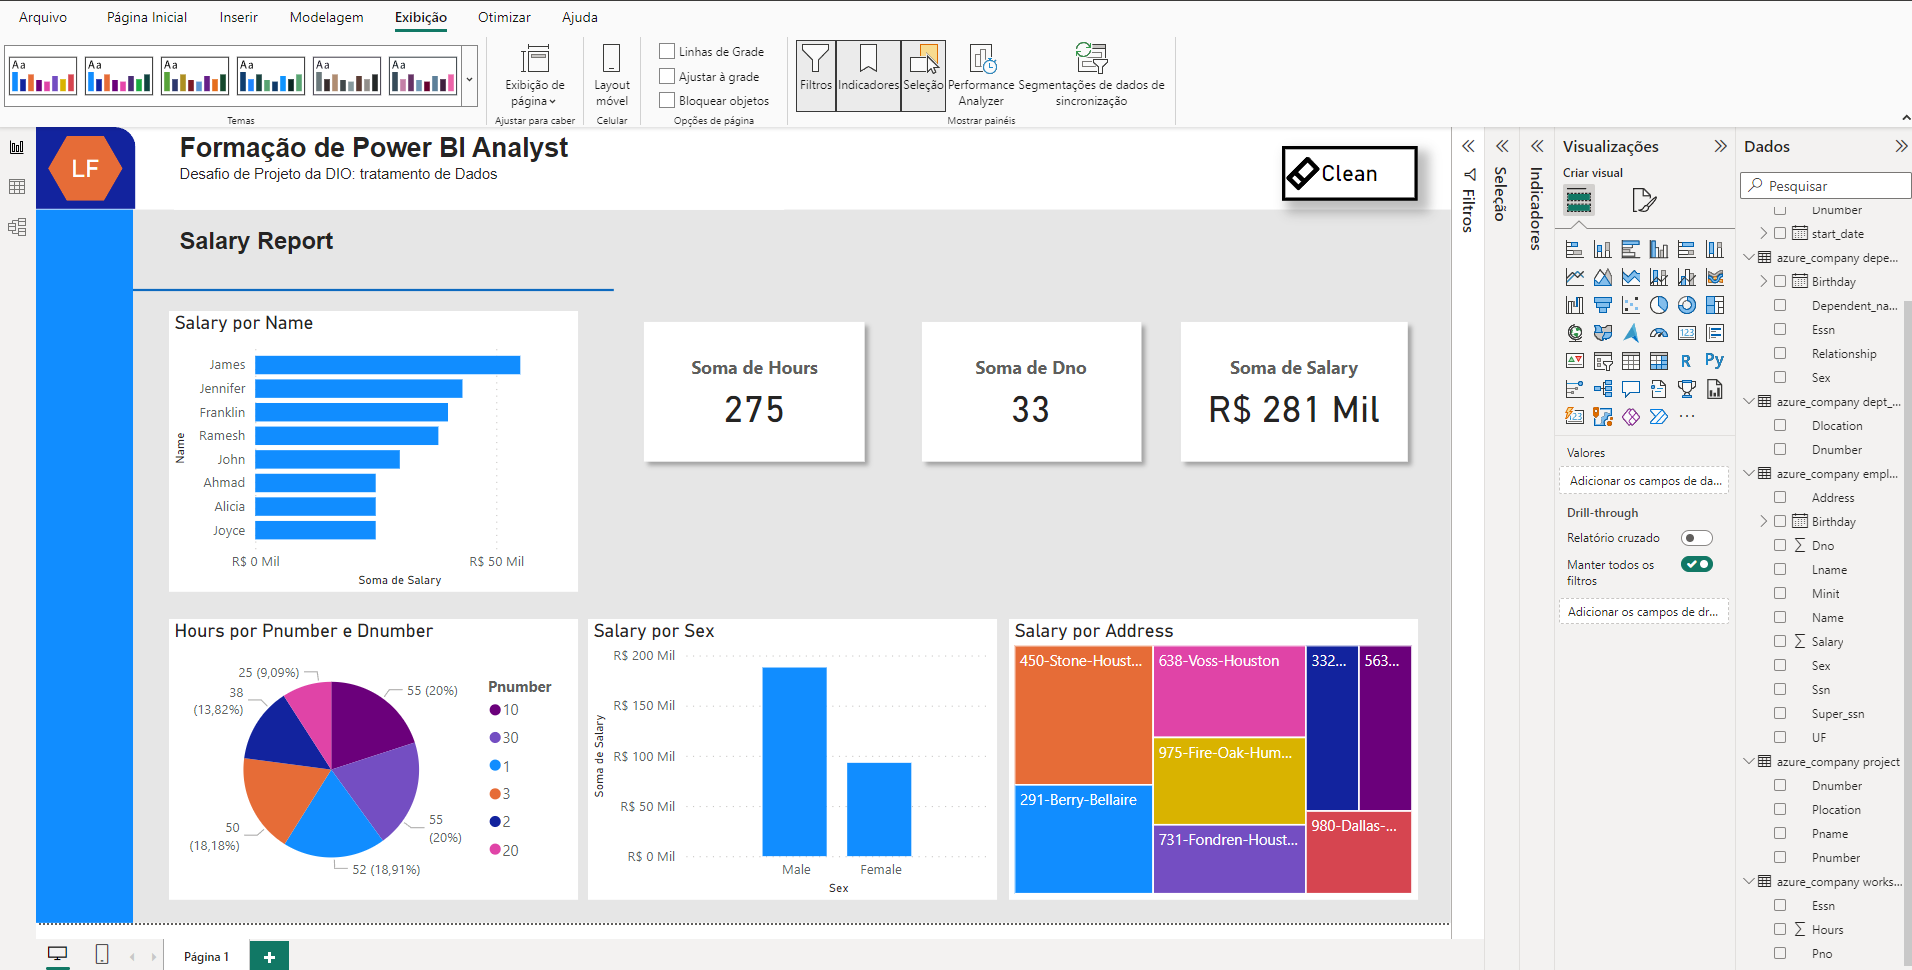 Arquivo
Página Inicial
Inserir
Modelagem
Exibição
Otimizar
Ajuda
Aa
Aa
Aa
Aa
Aa
Aa
Temas
Exibição de
página
Ajustar para caber
Layout
móvel
Celular
Linhas de Grade
Ajustar à grade
Bloquear objetos
Opções de página
Filtros
Indicadores
Seleção
Performance
Analyzer
Segmentações de dados de
sincronização
Mostrar painéis
LF
Formação de Power BI Analyst
Desafio de Projeto da DIO: tratamento de Dados
Clean
Salary Report
Salary por Name
Name
James
Jennifer
Franklin
Ramesh
John
Ahmad
Alicia
Joyce
R$ 0 Mil
R$ 50 Mil
Soma de Salary
Soma de Hours
275
Soma de Dno
33
Soma de Salary
R$ 281 Mil
Hours por Pnumber e Dnumber
25 (9,09%)
38
(13,82%)
50
(18,18%)
52 (18,91%)
55
(20%)
55 (20%)
Pnumber
10
30
1
3
2
20
Salary por Sex
Soma de Salary
R$ 200 Mil
R$ 150 Mil
R$ 100 Mil
R$ 50 Mil
R$ 0 Mil
Male
Female
Sex
Salary por Address
450-Stone-Houst...
291-Berry-Bellaire
638-Voss-Houston
975-Fire-Oak-Hum...
731-Fondren-Houst...
332...
563...
980-Dallas-...
Página 1
Filtros
Seleção
Indicadores
Visualizações
Criar visual
123
R
Py
123
Valores
Adicionar os campos de da...
Drill-through
Relatório cruzado
Manter todos os
filtros
Adicionar os campos de dr...
Dados
Pesquisar
Dnumber
start_date
azure_company depe...
Birthday
Dependent_na...
Essn
Relationship
Sex
azure_company dept_...
Dlocation
Dnumber
azure_company empl...
Address
Birthday
Dno
Lname
Minit
Name
Salary
Sex
Ssn
Super_ssn
UF
azure_company project
Dnumber
Plocation
Pname
Pnumber
azure_company works...
Essn
Hours
Pno